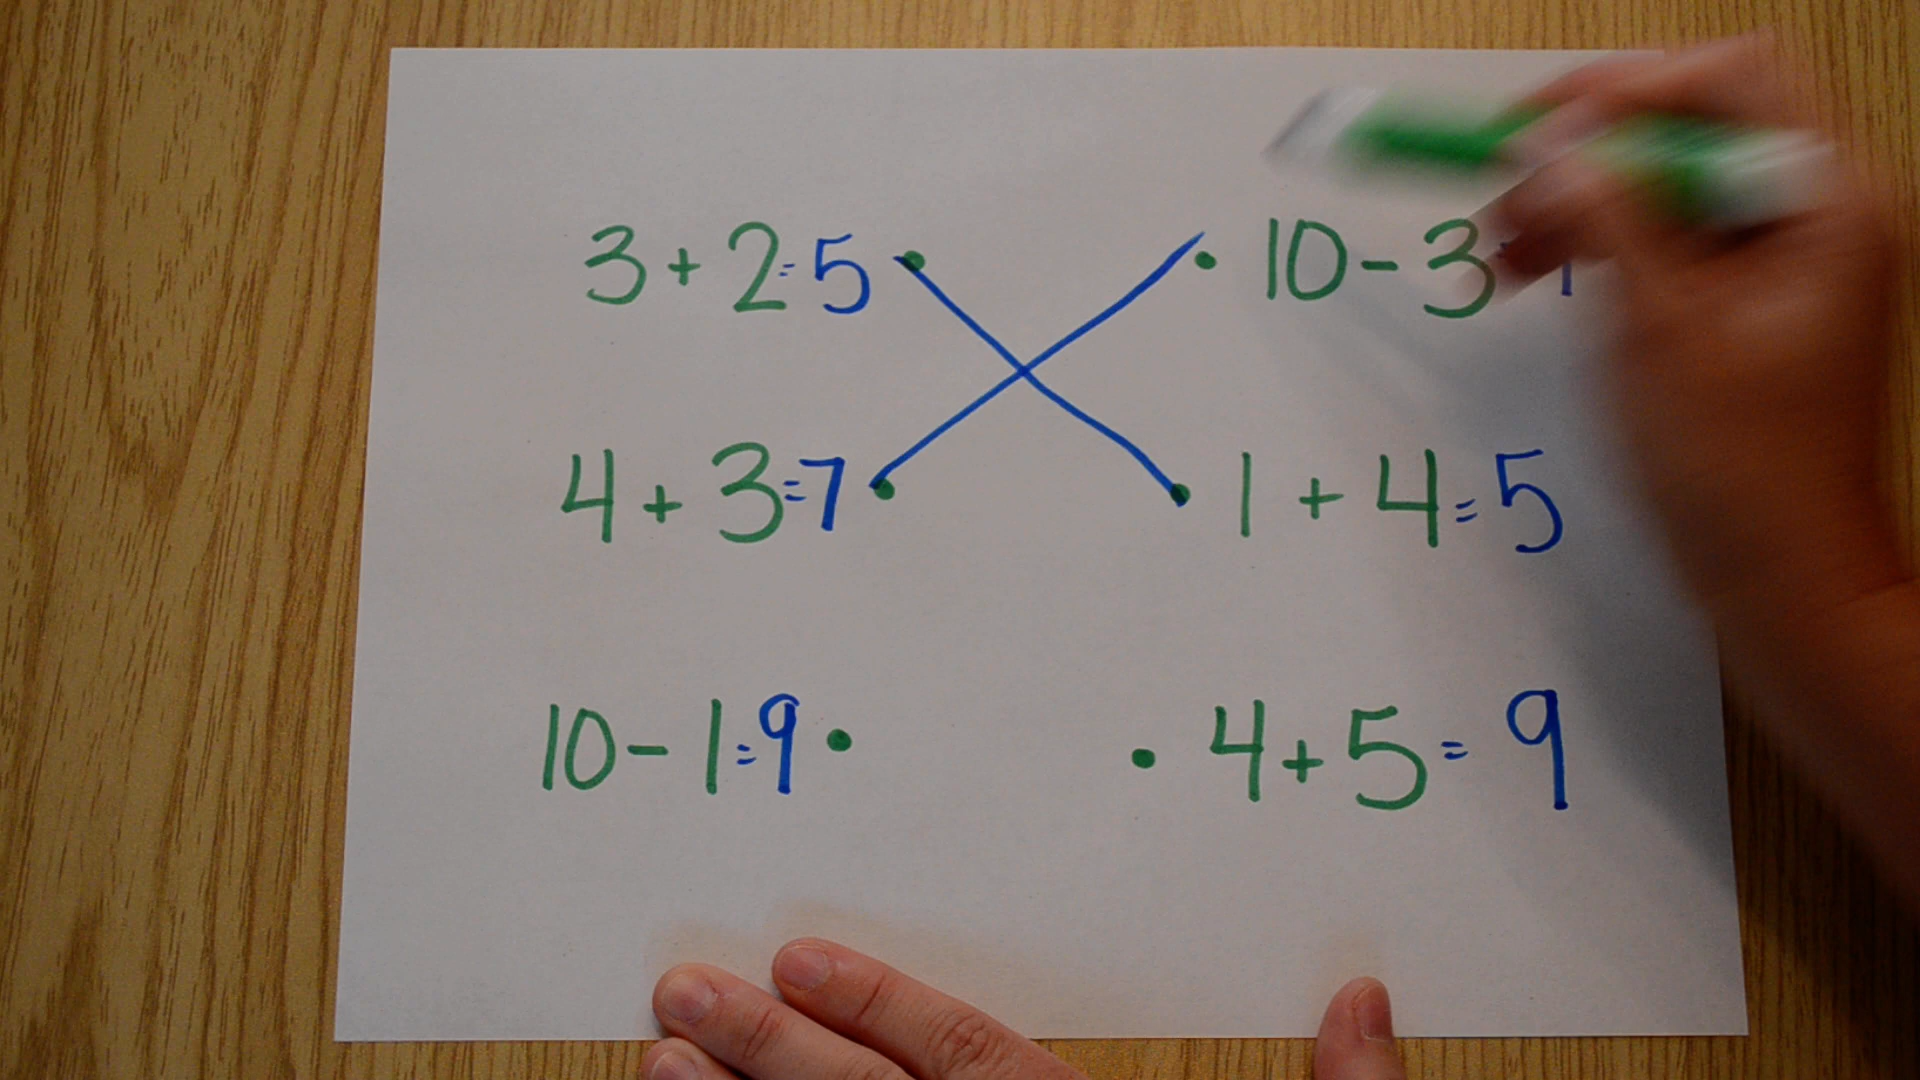 3 + 2 = 5
10 - 3
4 + 3 = 7
1 + 4 = 5
10 - 1 = 9
4 + 5 = 9